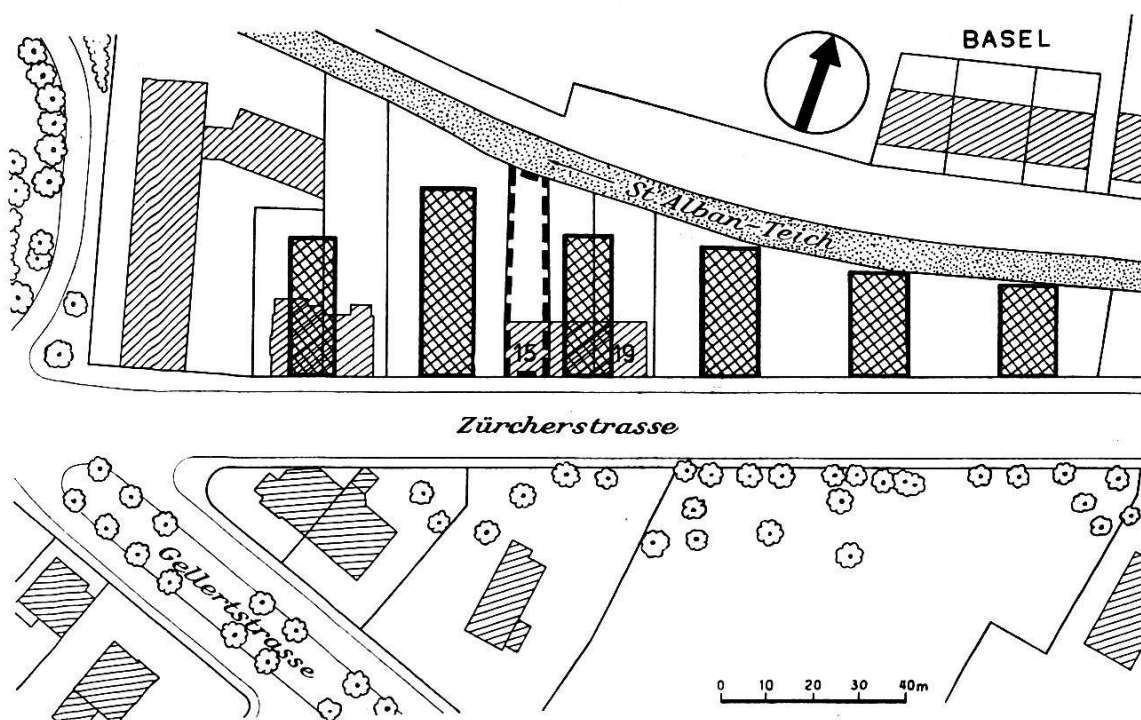 BASEL
St Alban-Teich
15
19
Zürcherstrasse
Gellertstrasse
0 10 20 30 40m